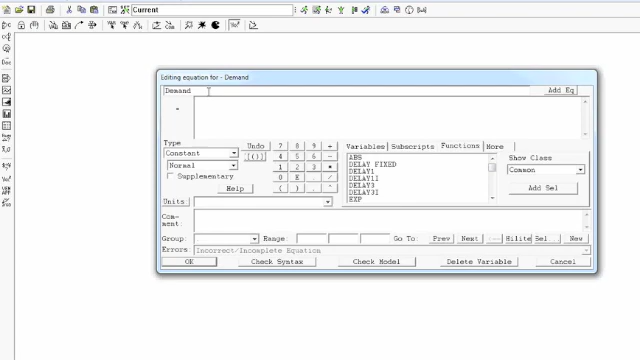 Current
Editing equation for - Demand
Demand
Add Eq
=
Type
Undo
7 8 9 +
Variables
Subscripts
Functions
More
Constant
[()]
4 5 6 -
ABS
Show Class
Normal
1 2 3 *
DELAY FIXED
Common
Supplementary
0 E . /
DELAY1
DELAY1I
Help
( ) , ^
DELAY3
Add Sel
DELAY3I
Units
EXP
Com-
ment:
Group:
Range:
Go To:
Prev
Next
Hilite
Sel..
New
Errors:
Incorrect/Incomplete Equation
OK
Check Syntax
Check Model
Delete Variable
Cancel